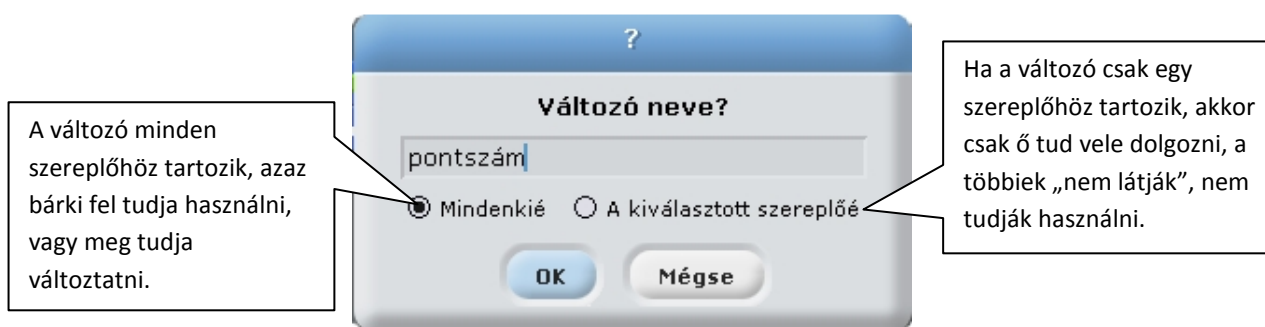 ?
Változó neve?
pontszám
Mindenkié A kiválasztott szereplőé
OK Mégse
A változó minden
szereplőhöz tartozik, azaz
bárki fel tudja használni,
vagy meg tudja
változtatni.
Ha a változó csak egy
szereplőhöz tartozik, akkor
csak ő tud vele dolgozni, a
többiek „nem látják”, nem
tudják használni.